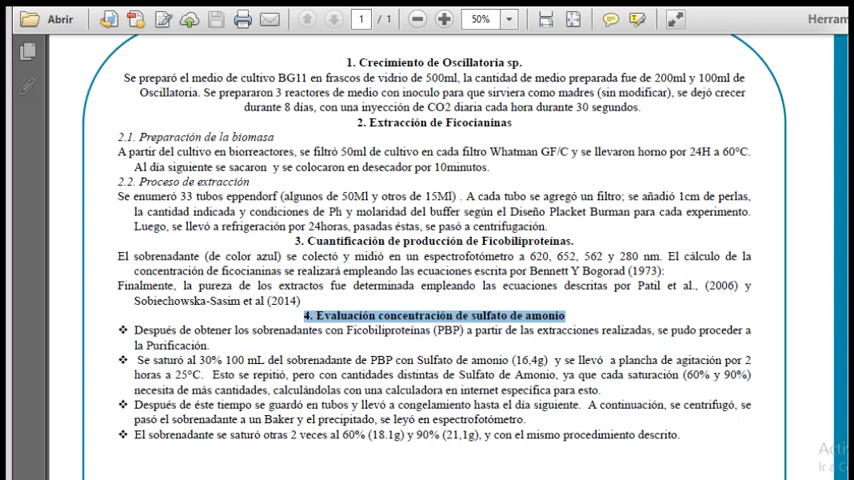 Abrir
1 / 1
50%
Herram
1. Crecimiento de Oscillatoria sp.
Se preparó el medio de cultivo BG11 en frascos de vidrio de 500ml, la cantidad de medio preparada fue de 200ml y 100ml de
Oscillatoria. Se prepararon 3 reactores de medio con inoculo para que sirviera como madres (sin modificar), se dejó crecer
durante 8 días, con una inyección de CO2 diaria cada hora durante 30 segundos.
2. Extracción de Ficocianinas
2.1. Preparación de la biomasa
A partir del cultivo en biorreactores, se filtró 50ml de cultivo en cada filtro Whatman GF/C y se llevaron horno por 24H a 60°C.
Al día siguiente se sacaron y se colocaron en desecador por 10minutos.
2.2. Proceso de extracción
Se enumeró 33 tubos eppendorf (algunos de 50Ml y otros de 15Ml) . A cada tubo se agregó un filtro; se añadió 1cm de perlas,
la cantidad indicada y condiciones de Ph y molaridad del buffer según el Diseño Placket Burman para cada experimento.
Luego, se llevó a refrigeración por 24horas, pasadas éstas, se pasó a centrifugación.
3. Cuantificación de producción de Ficobiliproteínas.
El sobrenadante (de color azul) se colectó y midió en un espectrofotómetro a 620, 652, 562 y 280 nm. El cálculo de la
concentración de ficocianinas se realizará empleando las ecuaciones escrita por Bennett Y Bogorad (1973):
Finalmente, la pureza de los extractos fue determinada empleando las ecuaciones descritas por Patil et al., (2006) y
Sobiechowska-Sasim et al (2014)
4. Evaluación concentración de sulfato de amonio
❖ Después de obtener los sobrenadantes con Ficobiliproteínas (PBP) a partir de las extracciones realizadas, se pudo proceder a
la Purificación.
❖ Se saturó al 30% 100 mL del sobrenadante de PBP con Sulfato de amonio (16,4g) y se llevó a plancha de agitación por 2
horas a 25°C. Esto se repitió, pero con cantidades distintas de Sulfato de Amonio, ya que cada saturación (60% y 90%)
necesita de más cantidades, calculándolas con una calculadora en internet específica para esto.
❖ Después de éste tiempo se guardó en tubos y llevó a congelamiento hasta el día siguiente. A continuación, se centrifugó, se
pasó el sobrenadante a un Baker y el precipitado, se leyó en espectrofotómetro.
❖ El sobrenadante se saturó otras 2 veces al 60% (18.1g) y 90% (21,1g), y con el mismo procedimiento descrito.